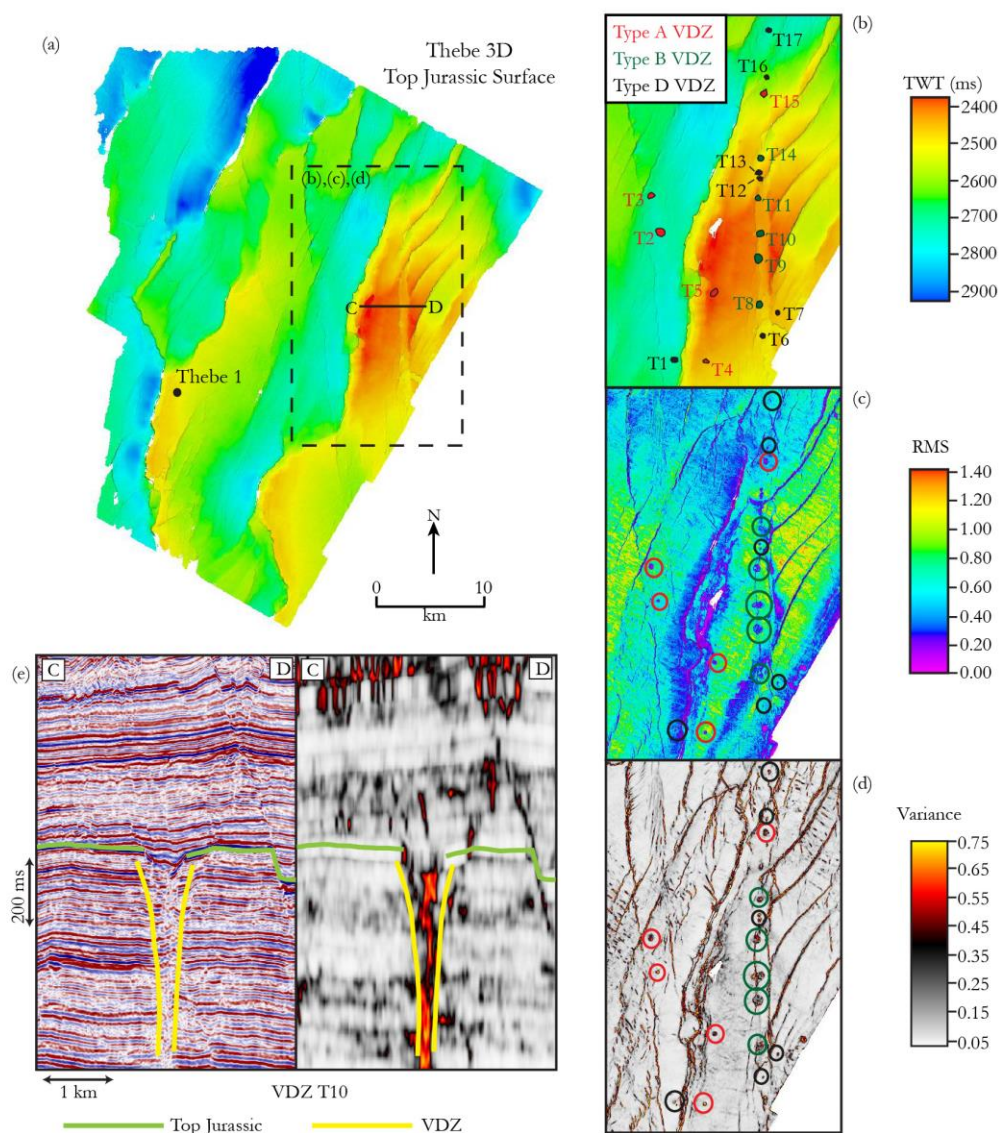 (a)
Thebe 3D
Top Jurassic Surface
(b),(c),(d)
C
D
Thebe 1
N
0
10
km
(b)
Type A VDZ
Type B VDZ
Type D VDZ
T17
T16
T15
T14
T13
T12
T11
T3
T2
T10
T9
T5
T8
T7
T6
T1
T4
TWT (ms)
2400
2500
2600
2700
2800
2900
(c)
RMS
1.40
1.20
1.00
0.80
0.60
0.40
0.20
0.00
(d)
Variance
0.75
0.65
0.55
0.45
0.35
0.25
0.15
0.05
(e)
C
D
C
D
200 ms
1 km
VDZ T10
Top Jurassic
VDZ